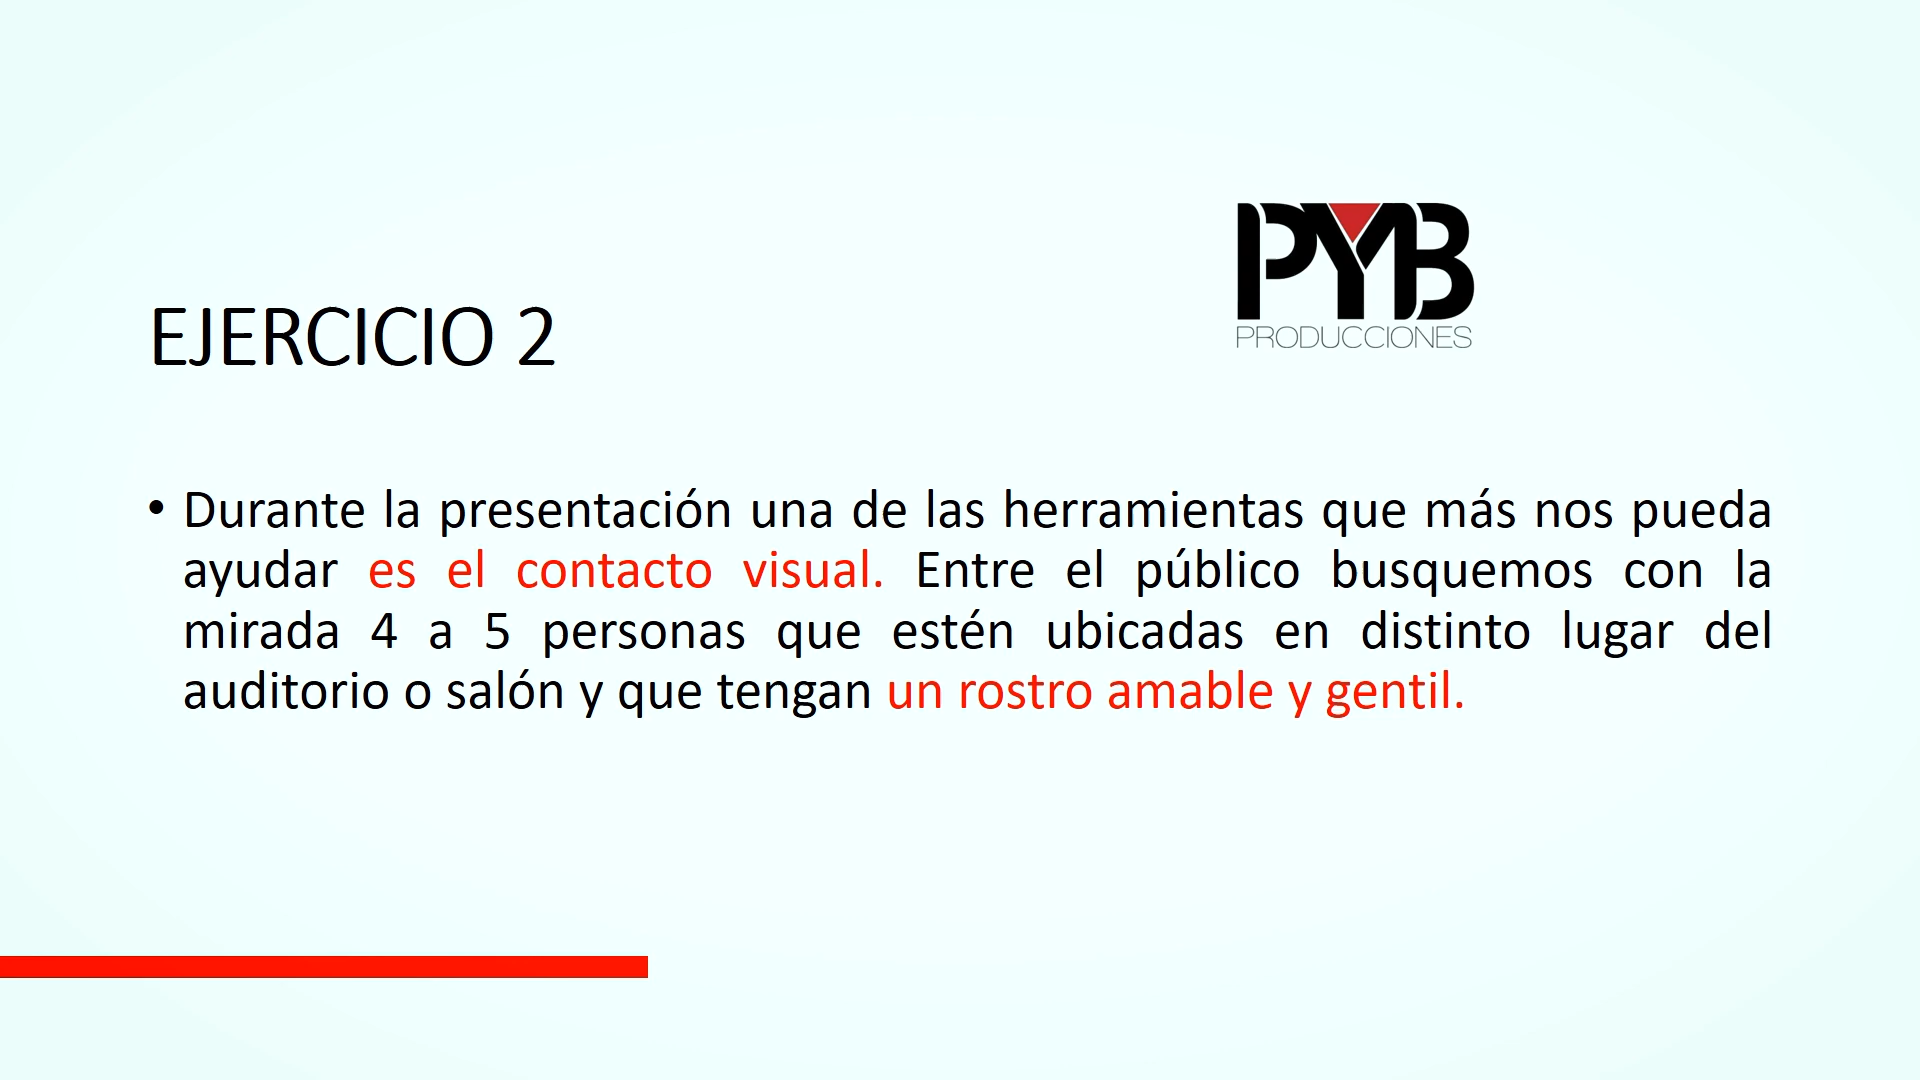 PYB
PRODUCCIONES
EJERCICIO 2
• Durante la presentación una de las herramientas que más nos pueda
ayudar es el contacto visual. Entre el público busquemos con la
mirada 4 a 5 personas que estén ubicadas en distinto lugar del
auditorio o salón y que tengan un rostro amable y gentil.